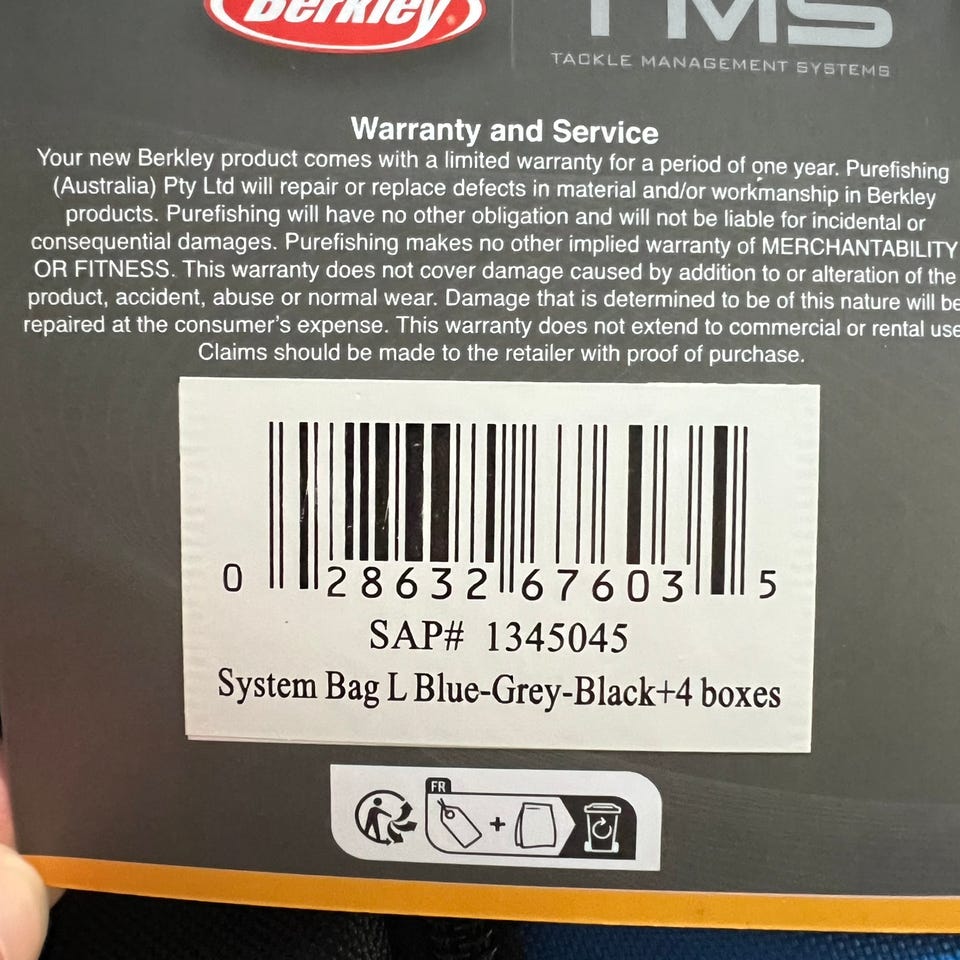 Berkley
TMS
TACKLE MANAGEMENT SYSTEMS
Warranty and Service
Your new Berkley product comes with a limited warranty for a period of one year. Purefishing
(Australia) Pty Ltd will repair or replace defects in material and/or workmanship in Berkley
products. Purefishing will have no other obligation and will not be liable for incidental or
consequential damages. Purefishing makes no other implied warranty of MERCHANTABILITY
OR FITNESS. This warranty does not cover damage caused by addition to or alteration of the
product, accident, abuse or normal wear. Damage that is determined to be of this nature will be
repaired at the consumer's expense. This warranty does not extend to commercial or rental use
Claims should be made to the retailer with proof of purchase.
0 28632 67603 5
SAP# 1345045
System Bag L Blue-Grey-Black+4 boxes
FR
+